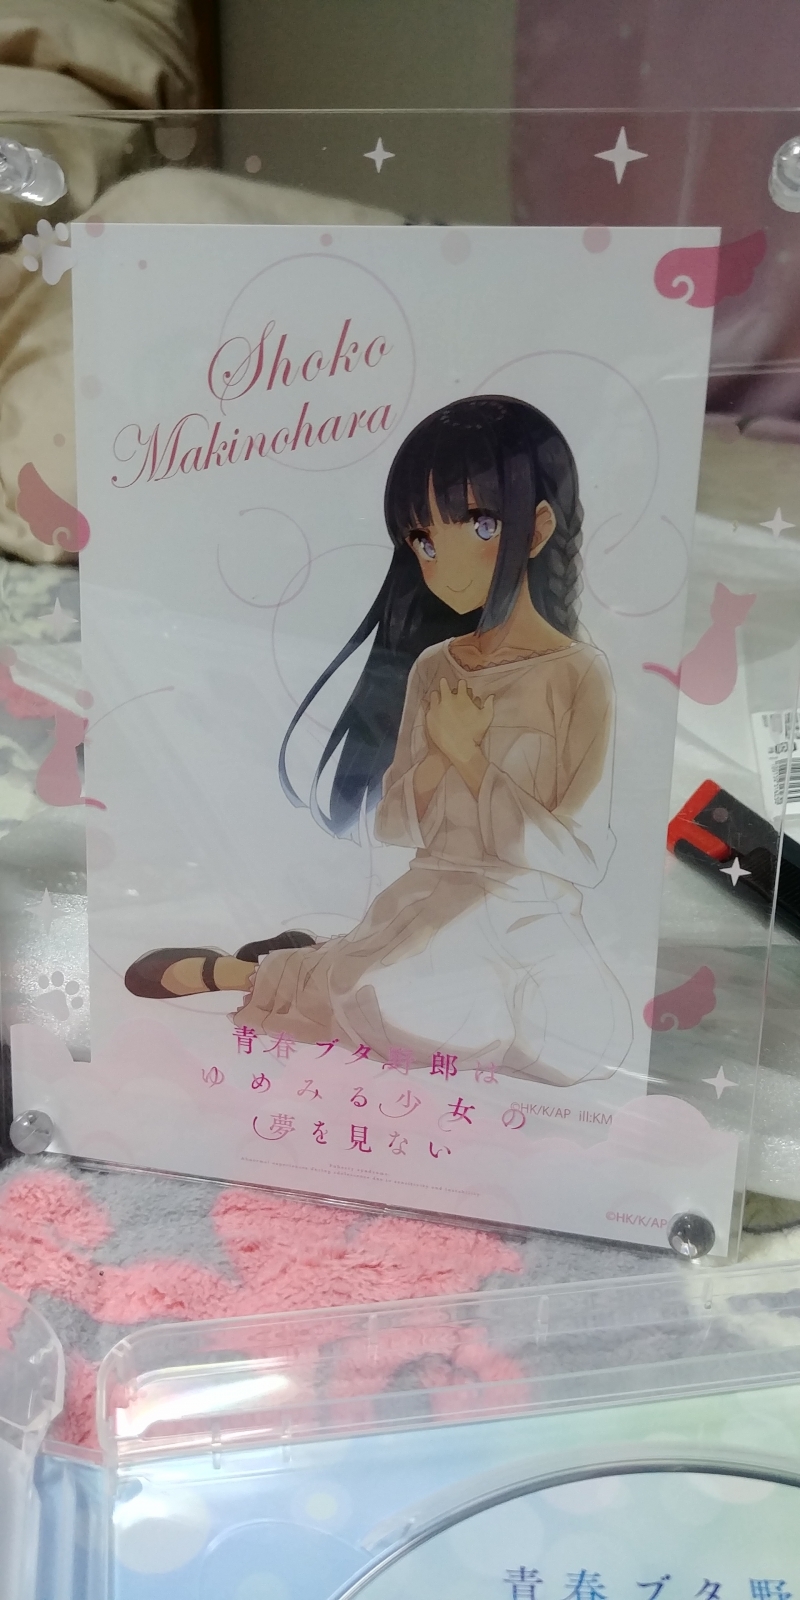 Shoko
Makinohara
青春ブタ野郎は
ゆめみる少女の
夢を見ない
©HK/K/AP ill:KM
©HK/K/AP
青春ブタ野